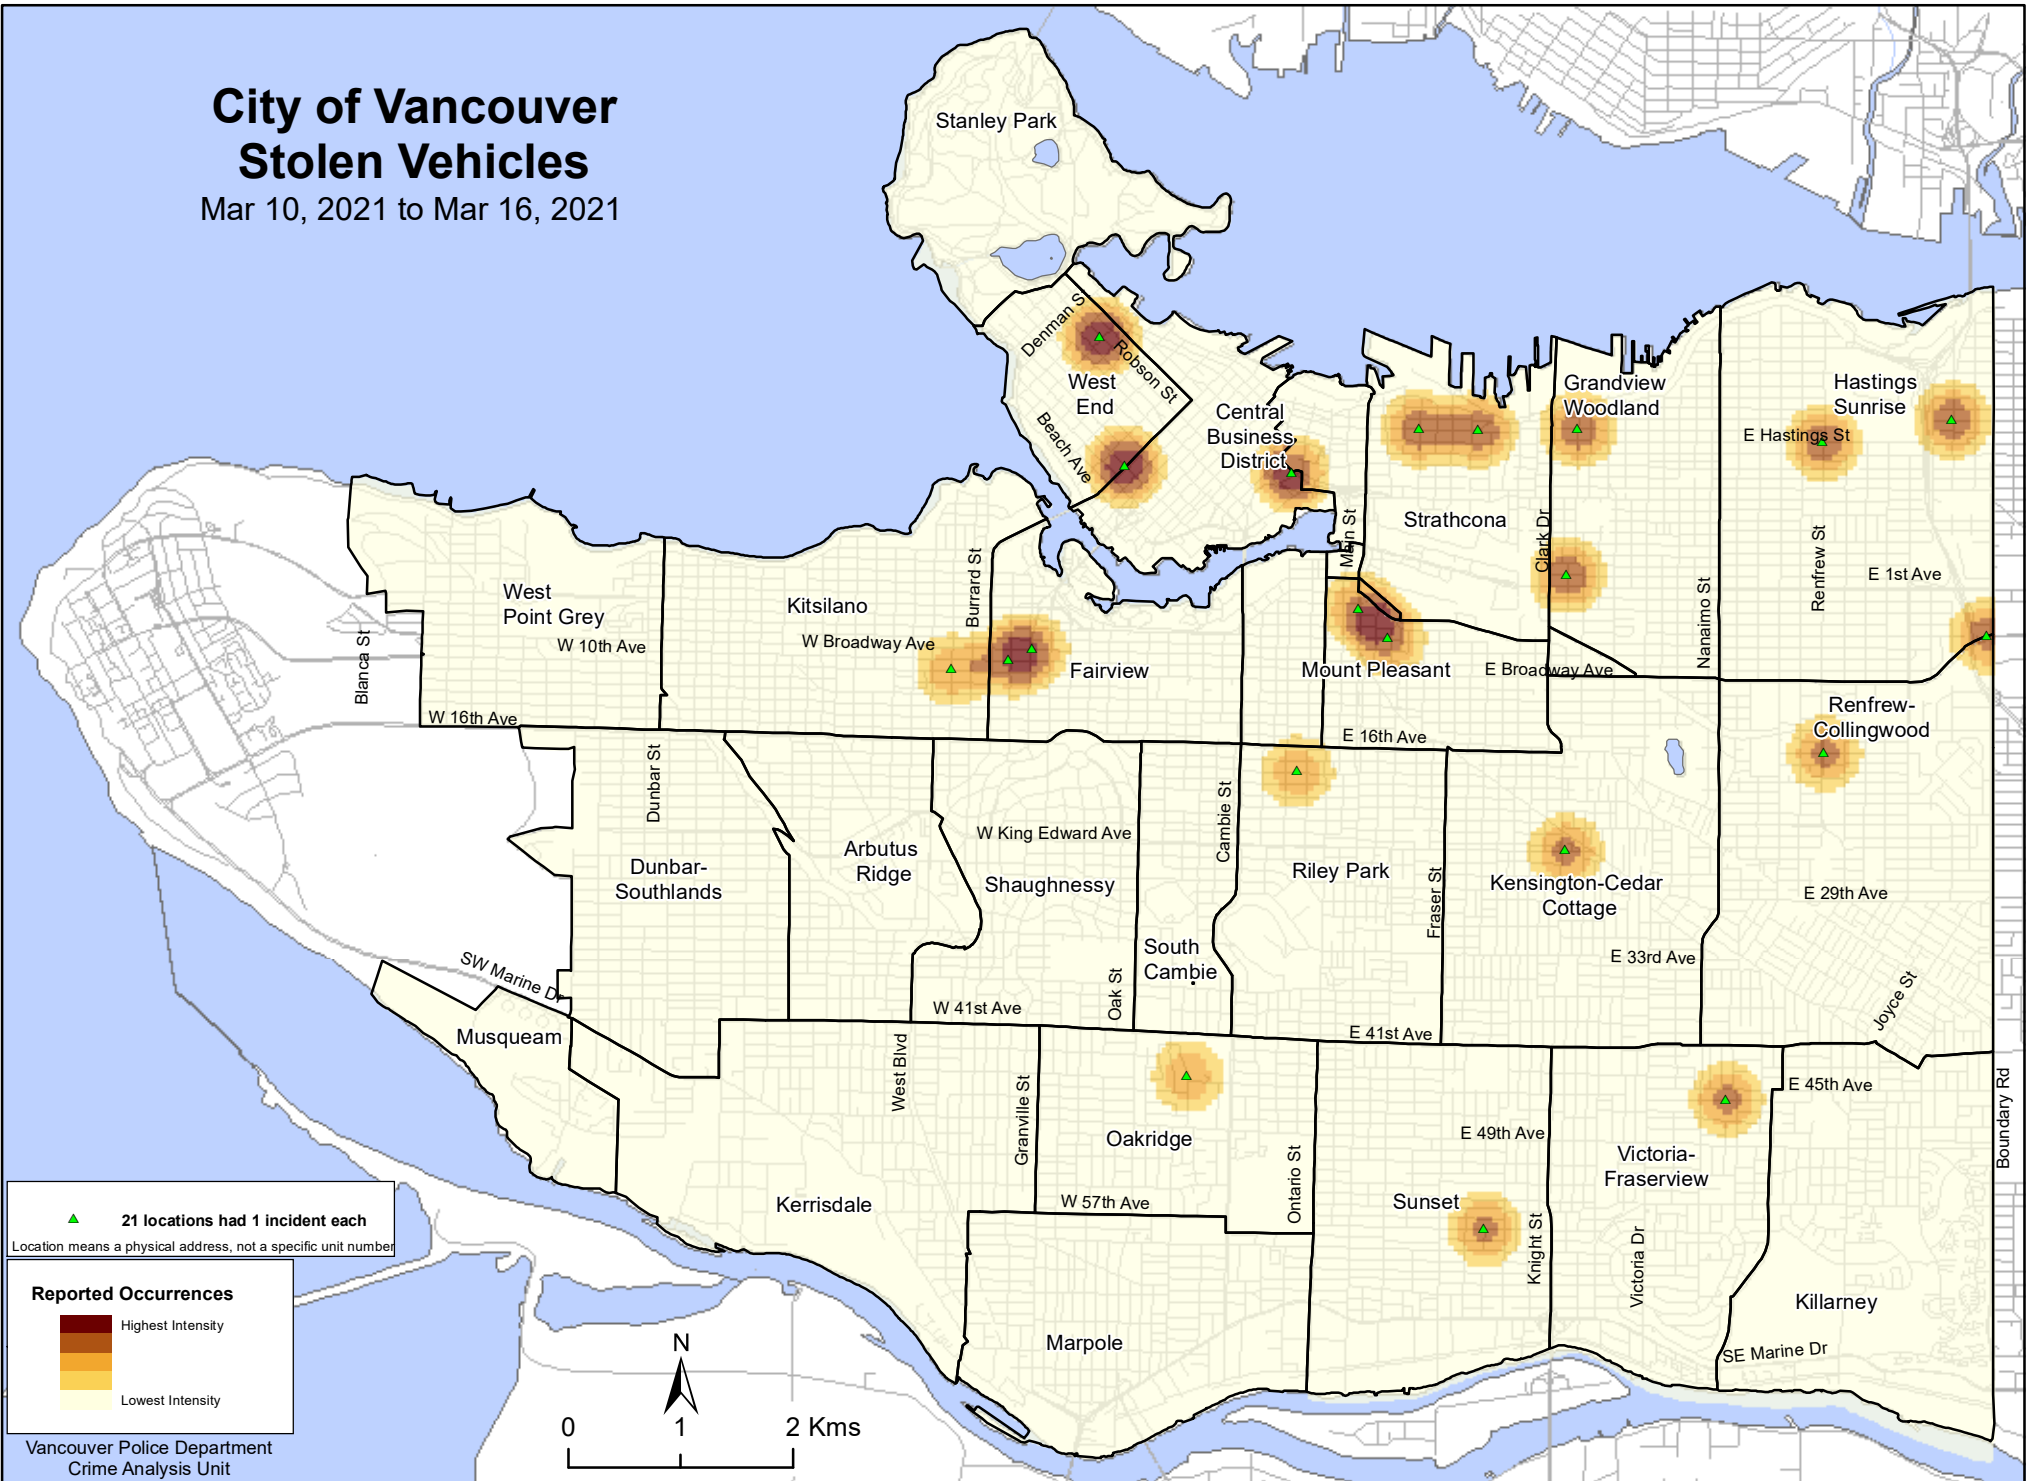 City of Vancouver
Stolen Vehicles
Mar 10, 2021 to Mar 16, 2021
Stanley Park
Denman S
Robson St
West
End
Beach Ave
Central
Business
District
Grandview
Woodland
Hastings
Sunrise
E Hastings St
Strathcona
Main St
Clark Dr
Nanaimo St
Renfrew St
E 1st Ave
West
Point Grey
W 10th Ave
Blanca St
W 16th Ave
Kitsilano
W Broadway Ave
Burrard St
Fairview
Mount Pleasant
E Broadway Ave
E 16th Ave
Renfrew-
Collingwood
Dunbar St
Dunbar-
Southlands
Arbutus
Ridge
W King Edward Ave
Shaughnessy
Cambie St
South
Cambie
Oak St
Riley Park
Fraser St
Kensington-Cedar
Cottage
E 29th Ave
E 33rd Ave
Joyce St
SW Marine Dr
Musqueam
W 41st Ave
E 41st Ave
West Blvd
Granville St
Oakridge
Ontario St
W 57th Ave
Kerrisdale
Marpole
Sunset
E 49th Ave
Knight St
Victoria-
Fraserview
Victoria Dr
E 45th Ave
Boundary Rd
Killarney
SE Marine Dr
21 locations had 1 incident each
Location means a physical address, not a specific unit number
Reported Occurrences
Highest Intensity
Lowest Intensity
Vancouver Police Department
Crime Analysis Unit
N
0 1 2 Kms